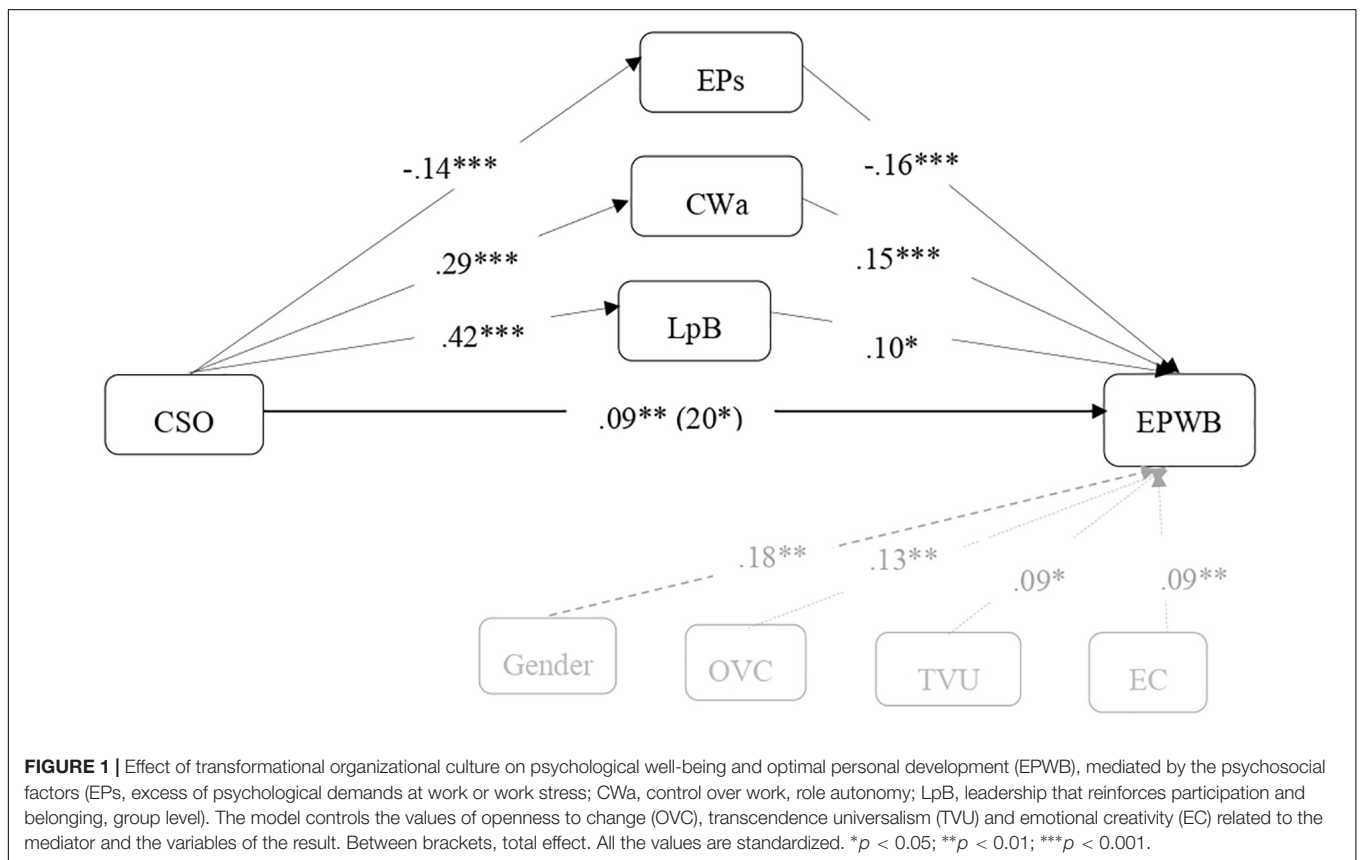 EPs
-.14***
-.16***
CWa
.29***
.15***
LpB
.42***
.10*
CSO
.09** (20*)
EPWB
.18**
.13**
.09*
.09**
Gender
OVC
TVU
EC
FIGURE 1 | Effect of transformational organizational culture on psychological well-being and optimal personal development (EPWB), mediated by the psychosocial
factors (EPs, excess of psychological demands at work or work stress; CWa, control over work, role autonomy; LpB, leadership that reinforces participation and
belonging, group level). The model controls the values of openness to change (OVC), transcendence universalism (TVU) and emotional creativity (EC) related to the
mediator and the variables of the result. Between brackets, total effect. All the values are standardized. *p < 0.05; **p < 0.01; ***p < 0.001.